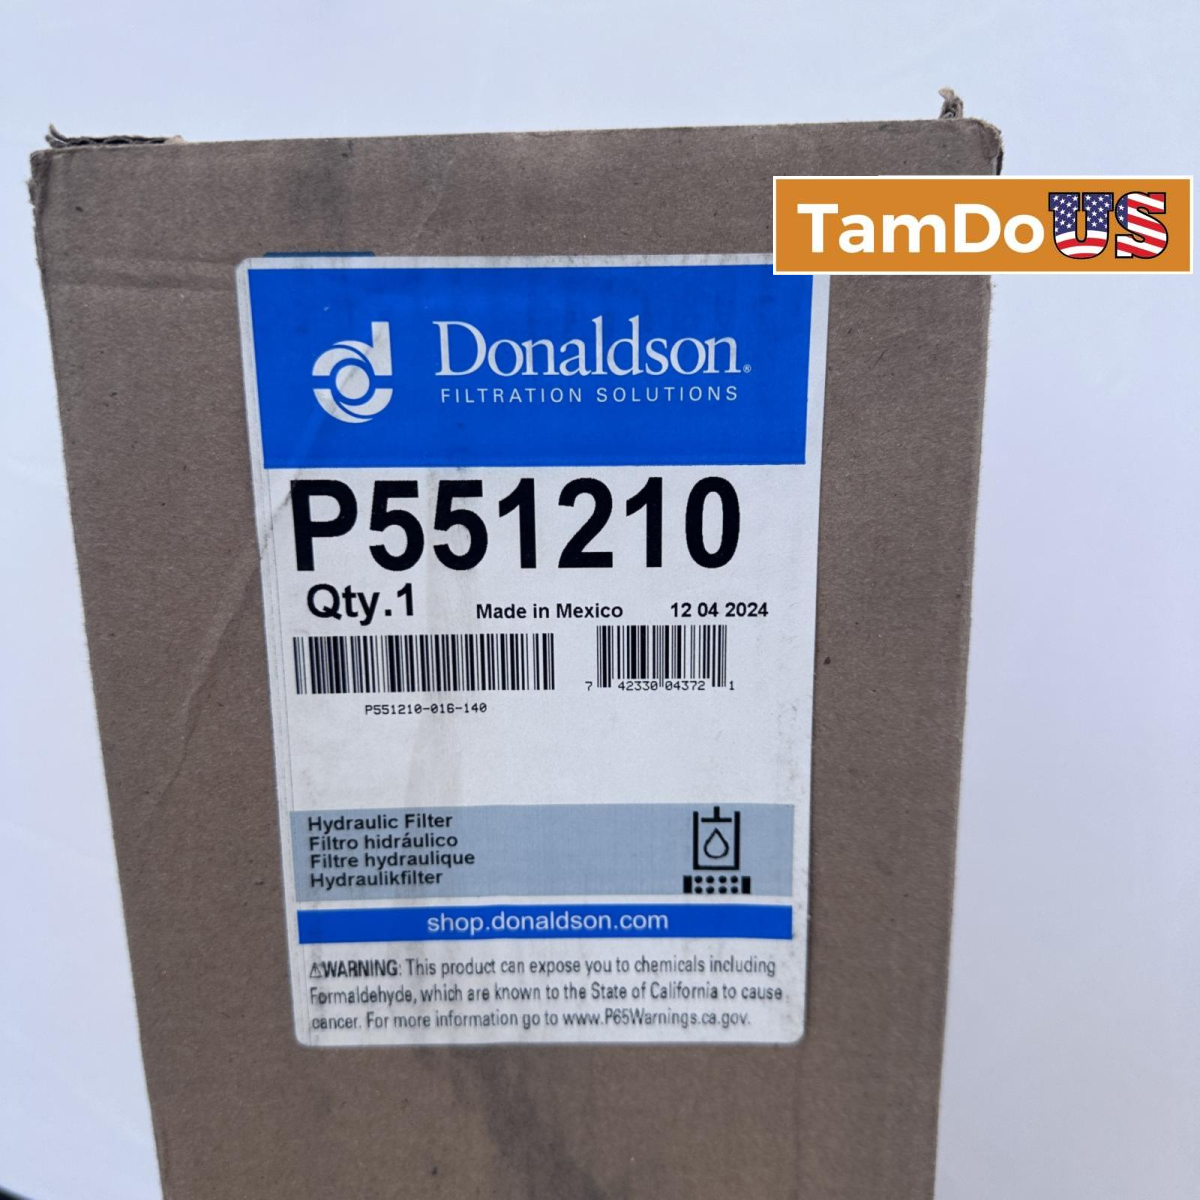 TamDoUS
Donaldson®
FILTRATION SOLUTIONS
P551210
Qty.1 Made in Mexico 12 04 2024
7 42330 04372 1
P551210-016-140
Hydraulic Filter
Filtro hidráulico
Filtre hydraulique
Hydraulikfilter
shop.donaldson.com
⚠WARNING: This product can expose you to chemicals including
Formaldehyde, which are known to the State of California to cause
cancer. For more information go to www.P65Warnings.ca.gov.